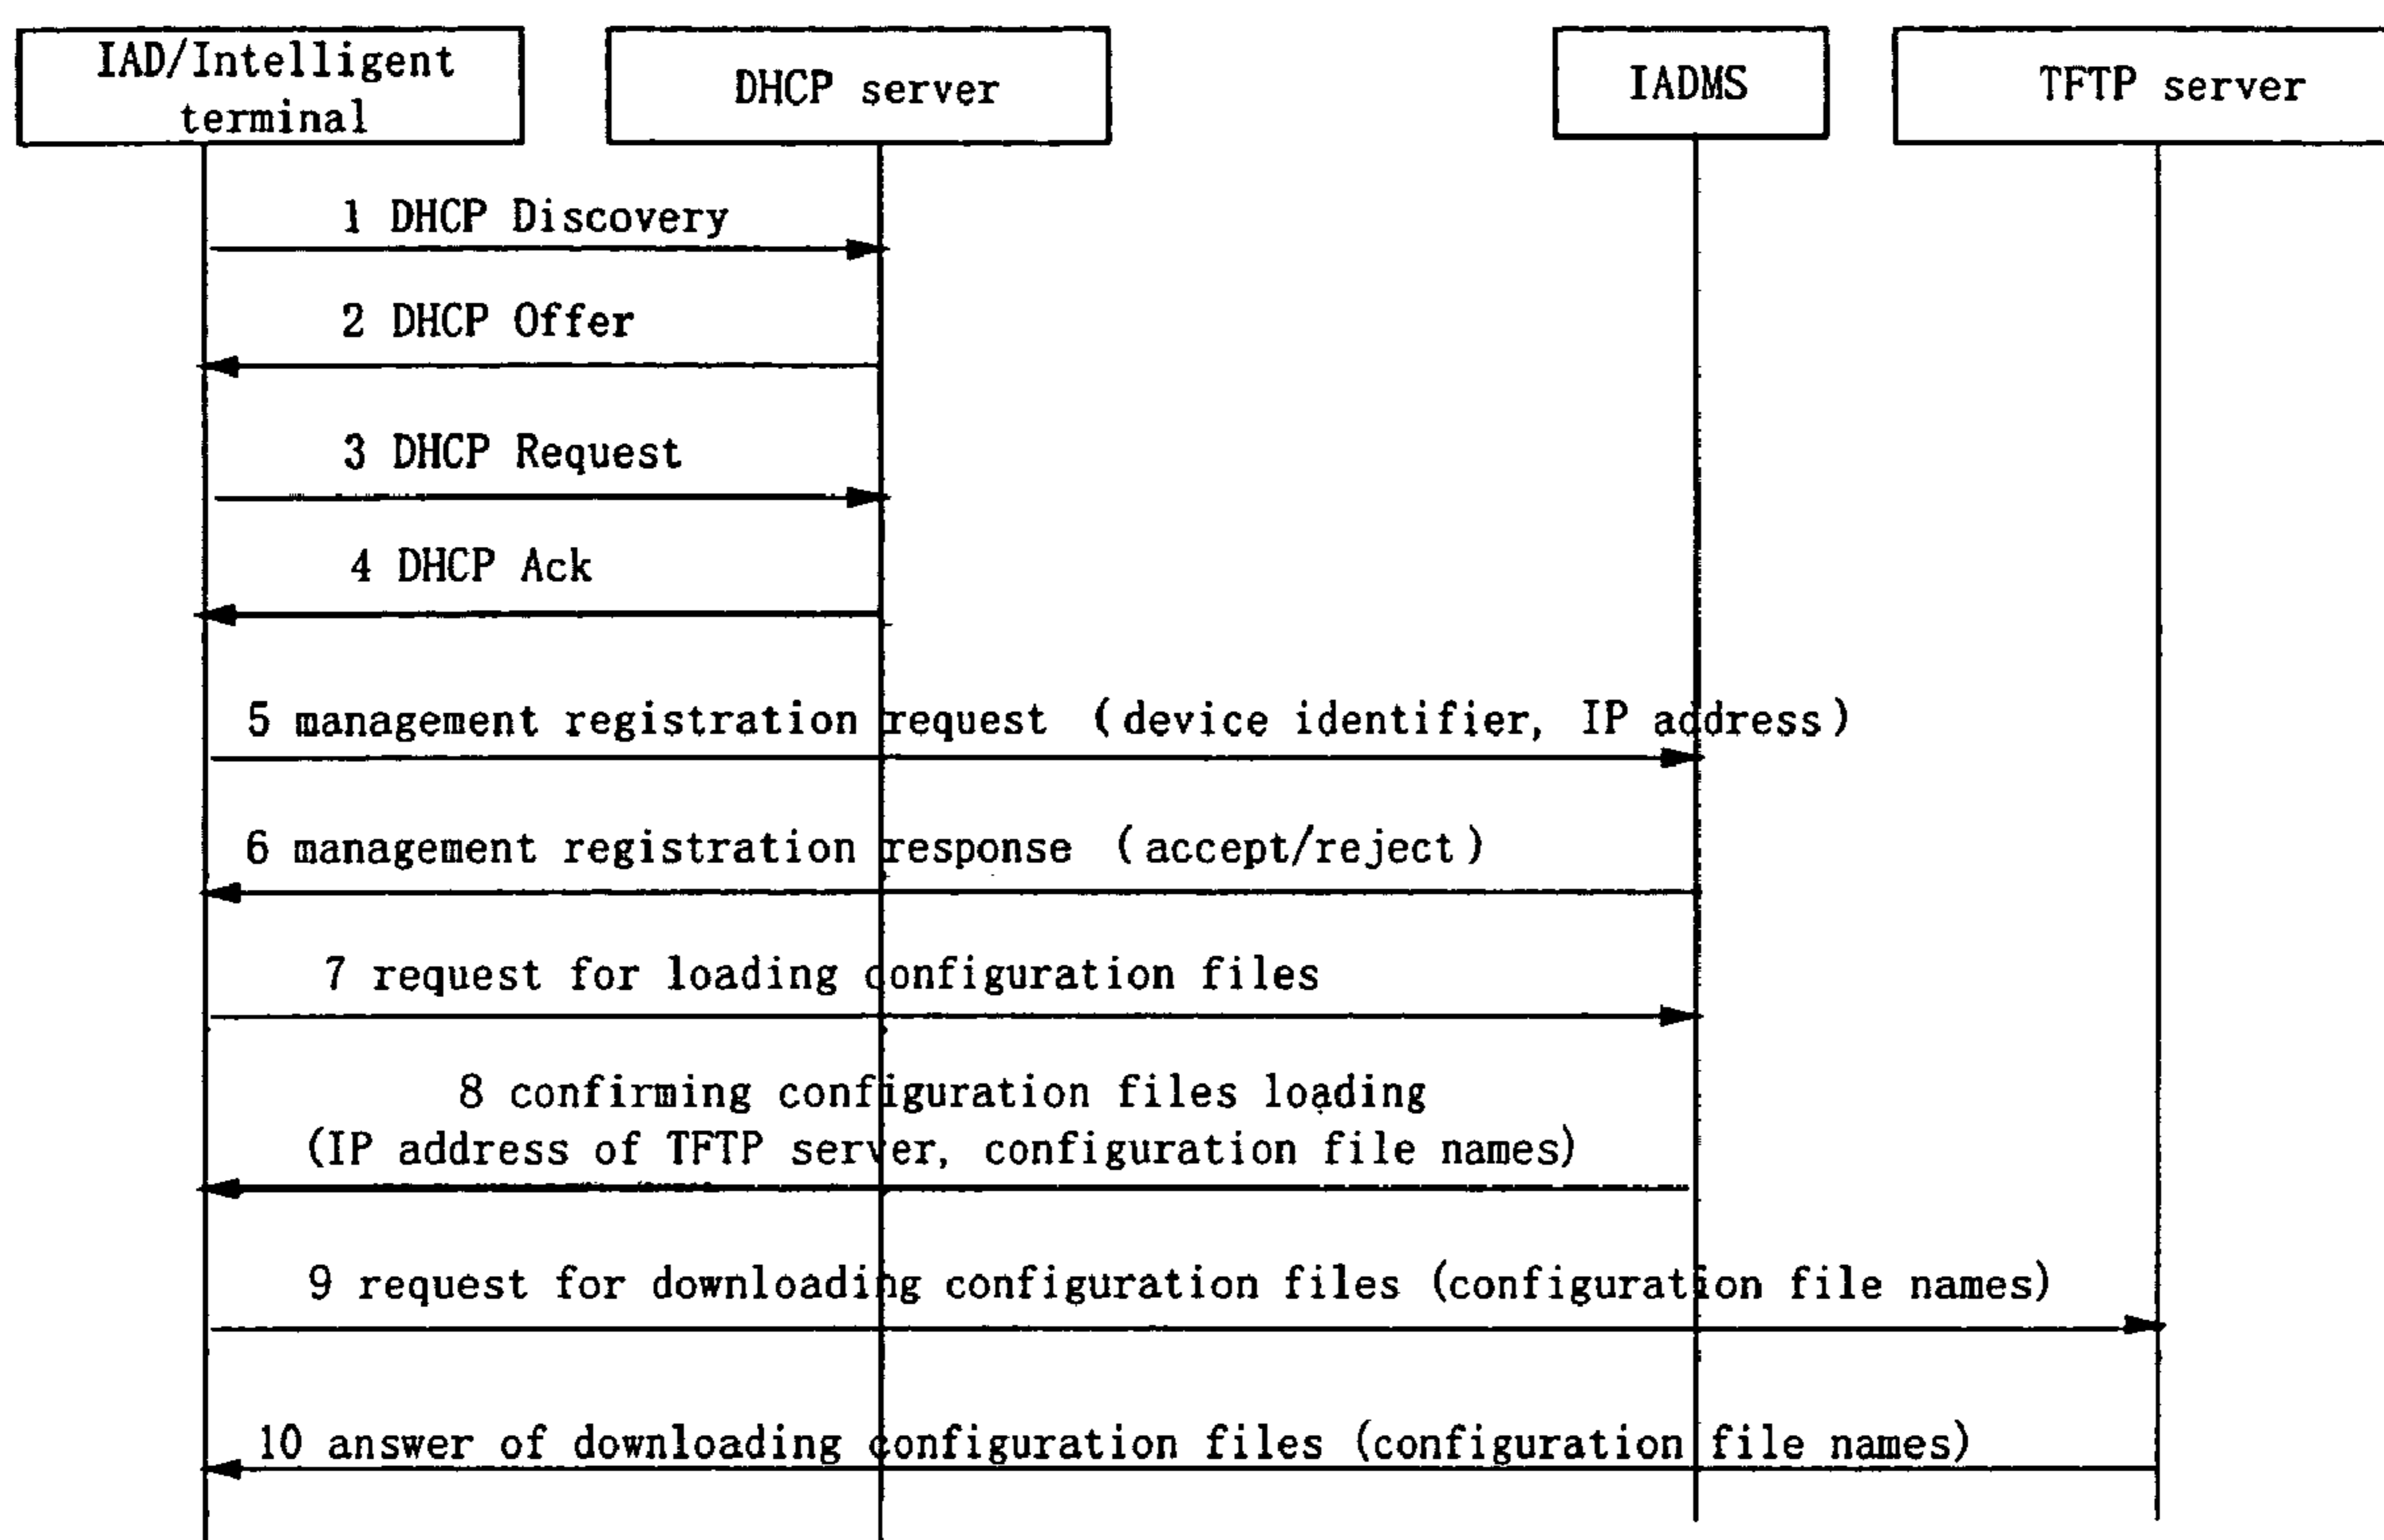 IAD/Intelligent
terminal
DHCP server
IADMS
TFTP server
1 DHCP Discovery
2 DHCP Offer
3 DHCP Request
4 DHCP Ack
5 management registration request (device identifier, IP address)
6 management registration response (accept/reject)
7 request for loading configuration files
8 confirming configuration files loading
(IP address of TFTP server, configuration file names)
9 request for downloading configuration files (configuration file names)
10 answer of downloading configuration files (configuration file names)